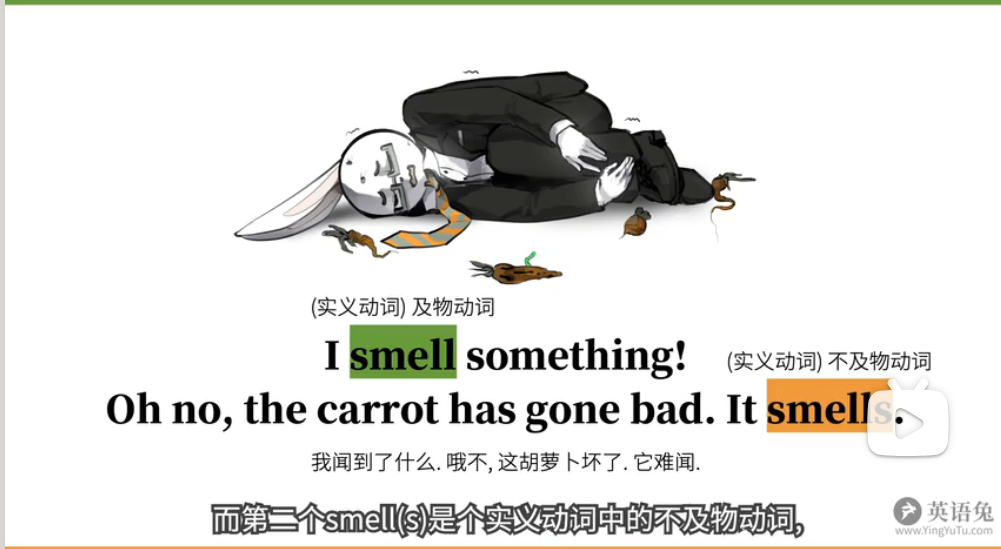 (实义动词) 及物动词
I smell something!
(实义动词) 不及物动词
Oh no, the carrot has gone bad. It smells.
我闻到了什么. 哦不, 这胡萝卜坏了. 它难闻.
而第二个smell(s)是个实义动词中的不及物动词,
英语兔
www.YingYuTu.com